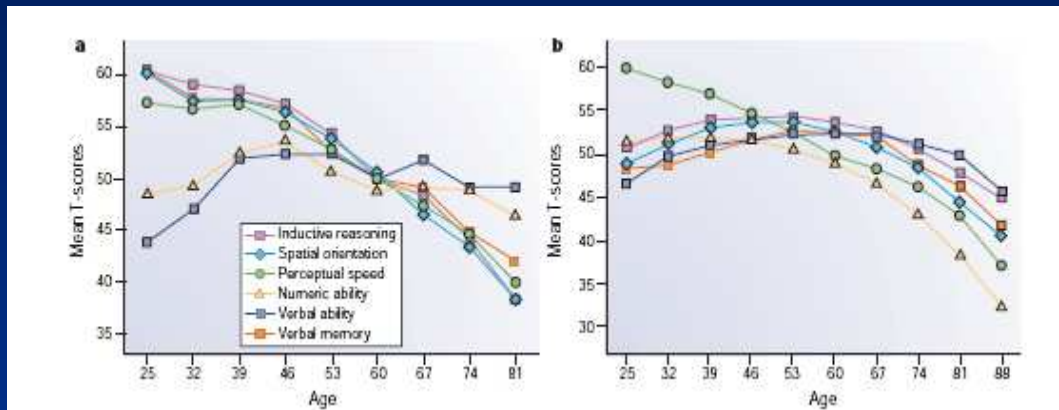 a
60
55
50
45
40
35
Mean T-scores
Inductive reasoning
Spatial orientation
Perceptual speed
Numeric ability
Verbal ability
Verbal memory
25 32 39 46 53 60 67 74 81
Age
b
60
55
50
45
40
35
30
Mean T-scores
25 32 39 46 53 60 67 74 81 88
Age